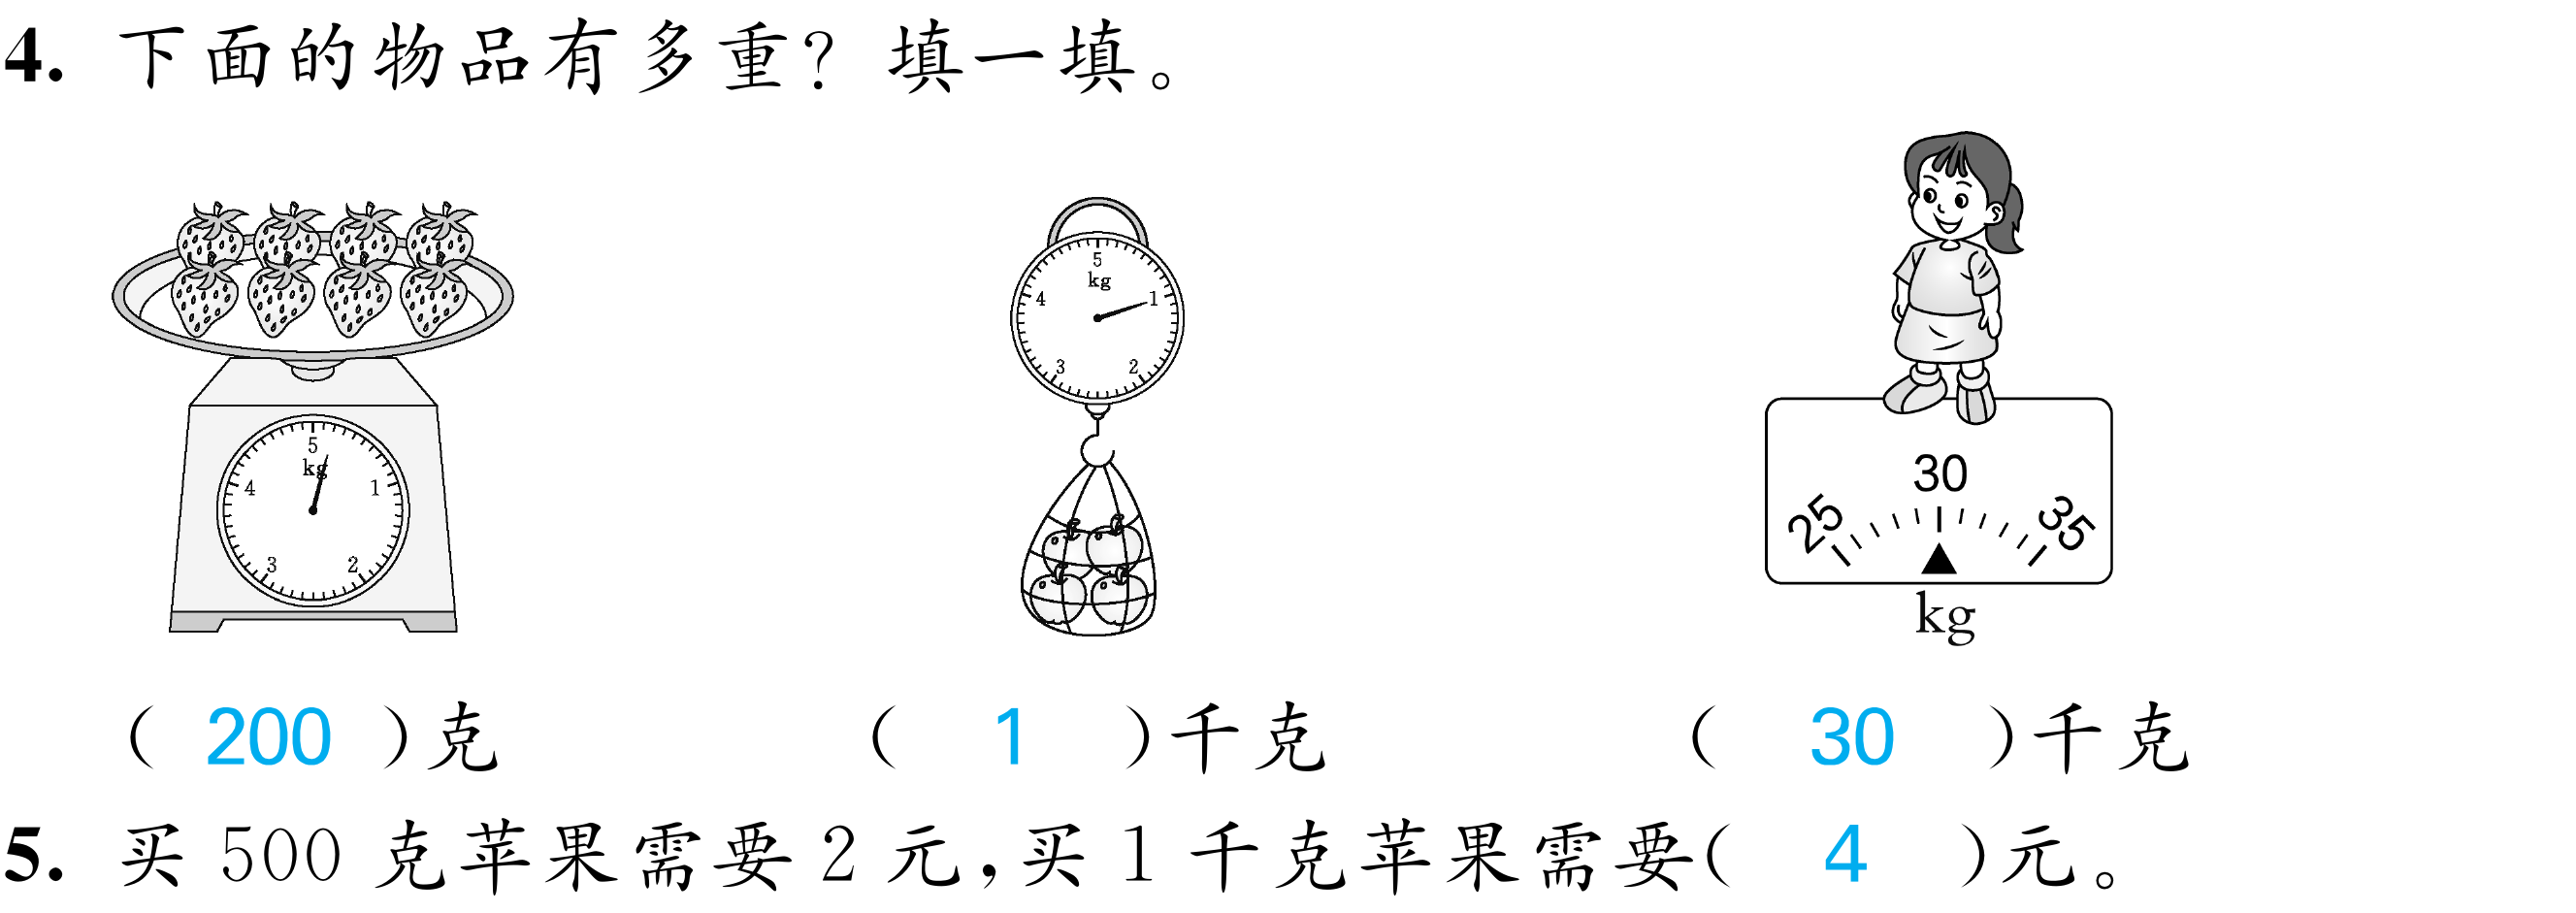 4. 下面的物品有多重? 填一填。
5 kg 1 2 3 4
5 kg 1 2 3 4
25 30 35
kg
( 200 )克 ( 1 )千克 ( 30 )千克
5. 买 500 克苹果需要 2 元,买 1 千克苹果需要( 4 )元。